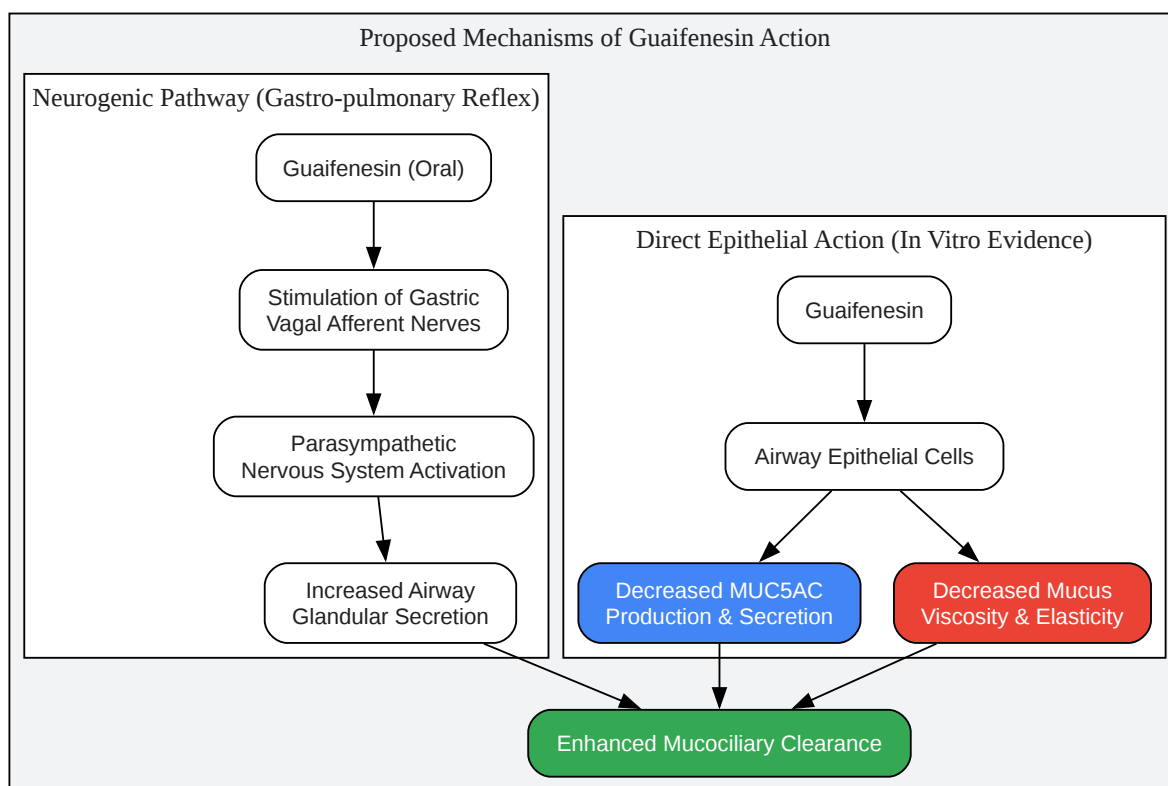 Proposed Mechanisms of Guaifenesin Action
Neurogenic Pathway (Gastro-pulmonary Reflex)
Guaifenesin (Oral)
Stimulation of Gastric
Vagal Afferent Nerves
Parasympathetic
Nervous System Activation
Increased Airway
Glandular Secretion
Direct Epithelial Action (In Vitro Evidence)
Guaifenesin
Airway Epithelial Cells
Decreased MUC5AC
Production & Secretion
Decreased Mucus
Viscosity & Elasticity
Enhanced Mucociliary Clearance